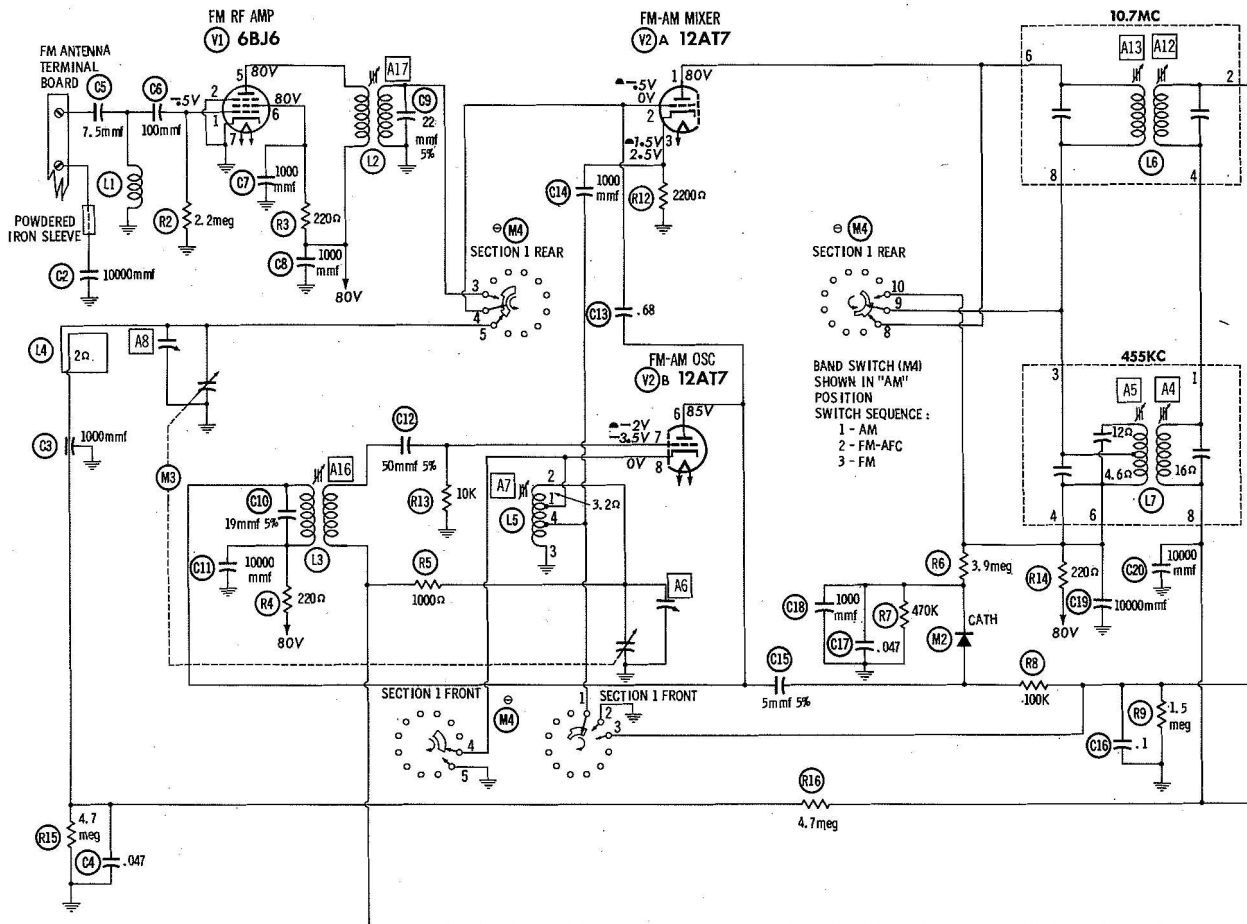 FM RF AMP
V1 6BJ6
FM ANTENNA
TERMINAL
BOARD
C5
7.5mmf
C6
100mmf
-.5V
2
1
5
80V
80V
6
7
A17
C9
22
mmf
5%
L2
L1
POWDERED
IRON SLEEVE
C2
10000mmf
R2
2.2meg
C7
1000
mmf
R3
220Ω
C8
1000
mmf
80V
FM-AM MIXER
V2 A 12AT7
-.5V
0V
1
80V
2
1.5V
2.5V
3
C14
1000
mmf
R12
2200Ω
M4
SECTION 1 REAR
3
4
5
C13
.68
M4
SECTION 1 REAR
10
9
8
BAND SWITCH (M4)
SHOWN IN "AM"
POSITION
SWITCH SEQUENCE :
1 - AM
2 - FM-AFC
3 - FM
10.7MC
A13
A12
6
2
8
4
L6
455KC
3
1
A5
A4
12Ω
4.6Ω
16Ω
L7
4
6
8
L4
2Ω
A8
C3
1000mmf
M3
FM-AM OSC
V2 B 12AT7
6
85V
-2V
-3.5V
7
0V
8
C12
50mmf 5%
A16
R13
10K
A7
2
1
4
3
3.2Ω
L5
C10
19mmf 5%
C11
10000
mmf
L3
R4
220Ω
80V
R5
1000Ω
A6
R6
3.9meg
R14
220Ω
80V
C20
10000
mmf
C19
10000mmf
C18
1000
mmf
C17
.047
R7
470K
M2
CATH
C15
5mmf 5%
R8
100K
R9
1.5
meg
C16
.1
SECTION 1 FRONT
M4
4
5
SECTION 1 FRONT
1
2
3
R16
4.7meg
R15
4.7
meg
C4
.047